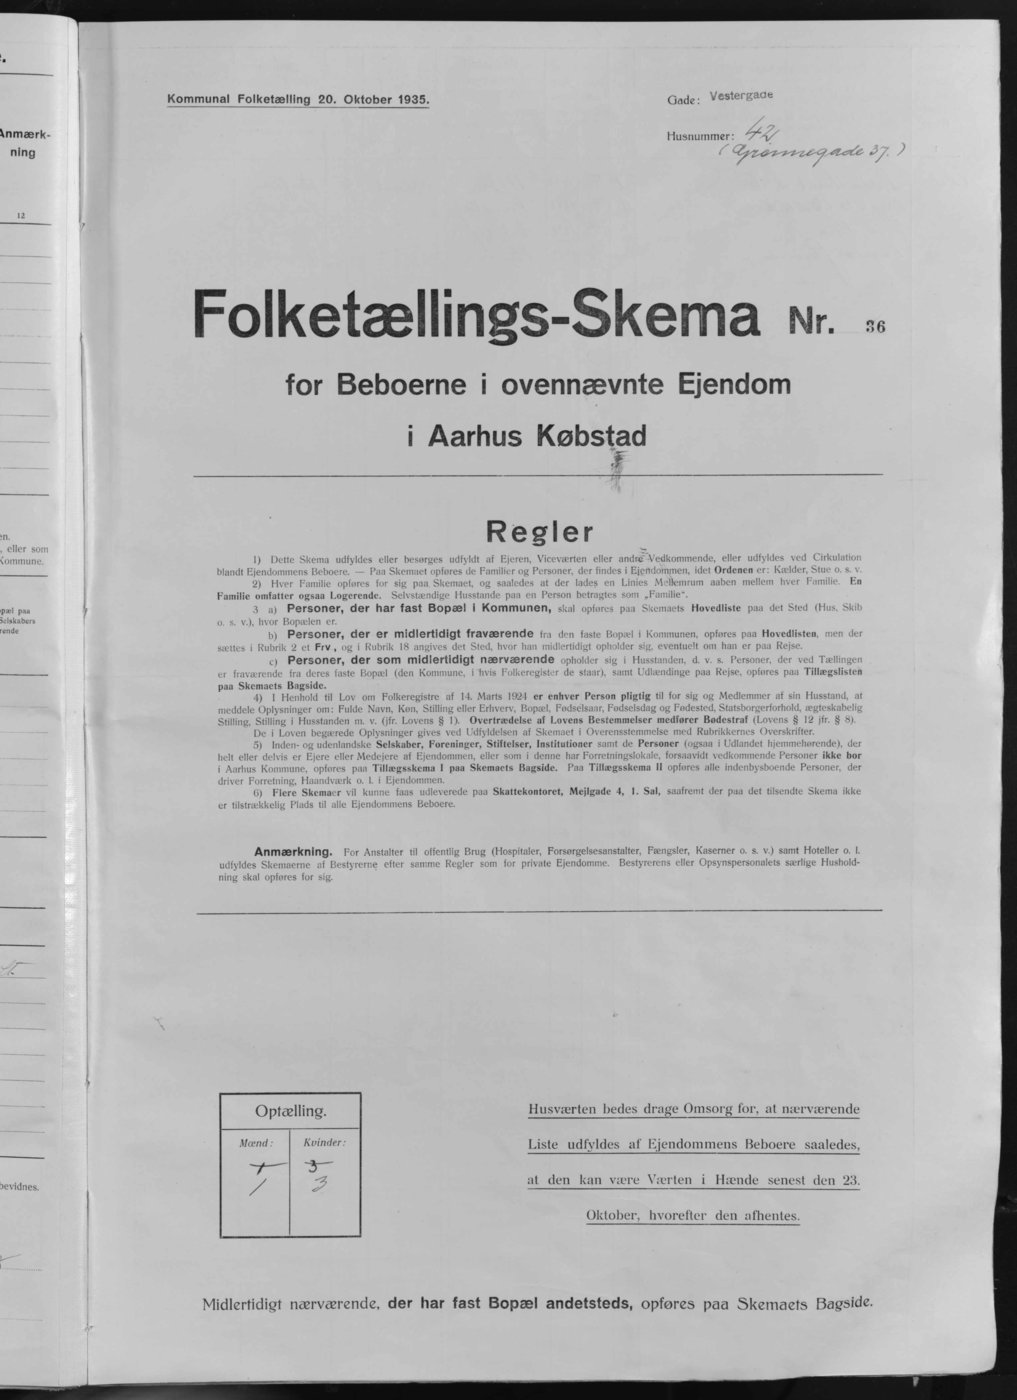 Anmærk-
ning
12
en.
, eller som
Kommune.
opæl paa
Selskabers
rende
bevidnes.
Kommunal Folketælling 20. Oktober 1935.
Gade: Vestergade
Husnummer: 42
(Grønnegade 37.)
Folketællings-Skema Nr. 36
for Beboerne i ovennævnte Ejendom
i Aarhus Købstad
Regler
1) Dette Skema udfyldes eller besørges udfyldt af Ejeren, Viceværten eller andre Vedkommende, eller udfyldes ved Cirkulation
blandt Ejendommens Beboere. — Paa Skemaet opføres de Familier og Personer, der findes i Ejendommen, idet Ordenen er: Kælder, Stue o. s. v.
2) Hver Familie opføres for sig paa Skemaet, og saaledes at der lades en Linies Mellemrum aaben mellem hver Familie. En
Familie omfatter ogsaa Logerende. Selvstændige Husstande paa en Person betragtes som „Familie“.
3 a) Personer, der har fast Bopæl i Kommunen, skal opføres paa Skemaets Hovedliste paa det Sted (Hus, Skib
o. s. v.), hvor Bopælen er.
b) Personer, der er midlertidigt fraværende fra den faste Bopæl i Kommunen, opføres paa Hovedlisten, men der
sættes i Rubrik 2 et Frv., og i Rubrik 18 angives det Sted, hvor han midlertidigt opholder sig, eventuelt om han er paa Rejse.
c) Personer, der som midlertidigt nærværende opholder sig i Husstanden, d. v. s. Personer, der ved Tællingen
er fraværende fra deres faste Bopæl (den Kommune, i hvis Folkeregister de staar), samt Udlændinge paa Rejse, opføres paa Tillægslisten
paa Skemaets Bagside.
4) I Henhold til Lov om Folkeregistre af 14. Marts 1924 er enhver Person pligtig til for sig og Medlemmer af sin Husstand, at
meddele Oplysninger om: Fulde Navn, Køn, Stilling eller Erhverv, Bopæl, Fødselsaar, Fødselsdag og Fødested, Statsborgerforhold, ægteskabelig
Stilling, Stilling i Husstanden m. v. (jfr. Lovens § 1). Overtrædelse af Lovens Bestemmelser medfører Bødestraf (Lovens § 12 jfr. § 8).
De i Loven begærede Oplysninger gives ved Udfyldelsen af Skemaet i Overensstemmelse med Rubrikkernes Overskrifter.
5) Inden- og udenlandske Selskaber, Foreninger, Stiftelser, Institutioner samt de Personer (ogsaa i Udlandet hjemmehørende), der
helt eller delvis er Ejere eller Medejere af Ejendommen, eller som i denne har Forretningslokale, forsaavidt vedkommende Personer ikke bor
i Aarhus Kommune, opføres paa Tillægsskema I paa Skemaets Bagside. Paa Tillægsskema II opføres alle indenbysboende Personer, der
driver Forretning, Haandværk o. l. i Ejendommen.
6) Flere Skemaer vil kunne faas udleverede paa Skattekontoret, Mejlgade 4, 1. Sal, saafremt der paa det tilsendte Skema ikke
er tilstrækkelig Plads til alle Ejendommens Beboere.
Anmærkning. For Anstalter til offentlig Brug (Hospitaler, Forsørgelsesanstalter, Fængsler, Kaserner o. s. v.) samt Hoteller o. l.
udfyldes Skemaerne af Bestyrerne efter samme Regler som for private Ejendomme. Bestyrerens eller Opsynspersonalets særlige Hushold-
ning skal opføres for sig.
Optælling.
Mænd: Kvinder:
1 3
1 3
Husværten bedes drage Omsorg for, at nærværende
Liste udfyldes af Ejendommens Beboere saaledes,
at den kan være Værten i Hænde senest den 23.
Oktober, hvorefter den afhentes.
Midlertidigt nærværende, der har fast Bopæl andetsteds, opføres paa Skemaets Bagside.